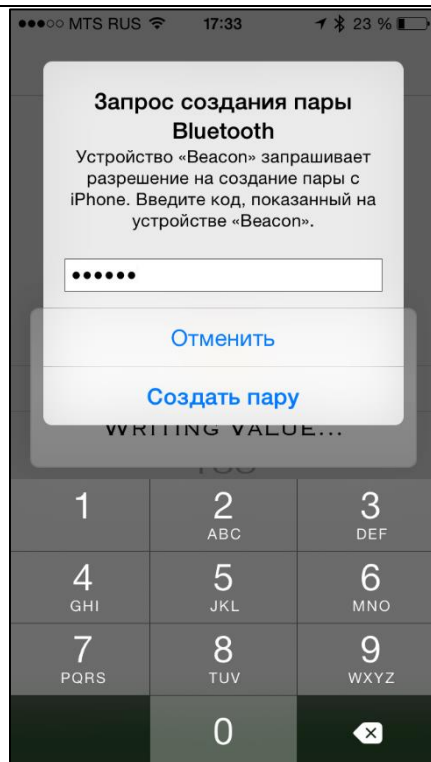 MTS RUS 17:33 23 %
Запрос создания пары
Bluetooth
Устройство «Beacon» запрашивает
разрешение на создание пары с
iPhone. Введите код, показанный на
устройстве «Beacon».
••••••
Отменить
Создать пару
WRITING VALUE...
1 2 3
ABC DEF
4 5 6
GHI JKL MNO
7 8 9
PQRS TUV WXYZ
0